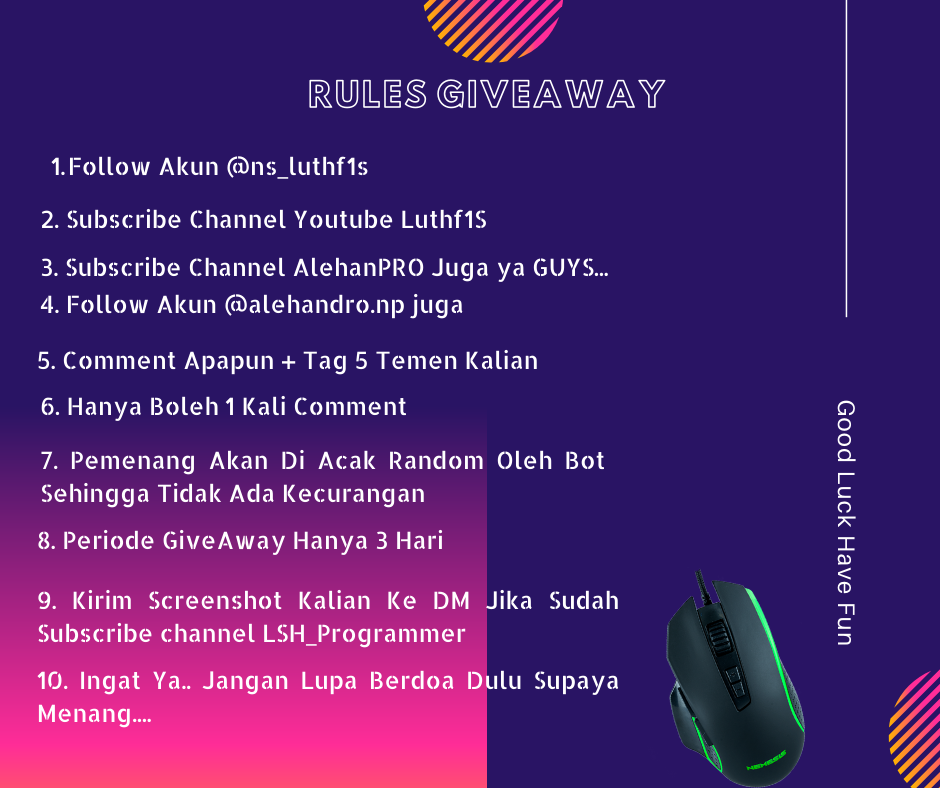 RULES GIVEAWAY
1.Follow Akun @ns_luthf1s
2. Subscribe Channel Youtube Luthf1S
3. Subscribe Channel AlehanPRO Juga ya GUYS...
4. Follow Akun @alehandro.np juga
5. Comment Apapun + Tag 5 Temen Kalian
6. Hanya Boleh 1 Kali Comment
7. Pemenang Akan Di Acak Random Oleh Bot
Sehingga Tidak Ada Kecurangan
8. Periode GiveAway Hanya 3 Hari
9. Kirim Screenshot Kalian Ke DM Jika Sudah
Subscribe channel LSH_Programmer
10. Ingat Ya.. Jangan Lupa Berdoa Dulu Supaya
Menang....
Good Luck Have Fun
NEMESIS